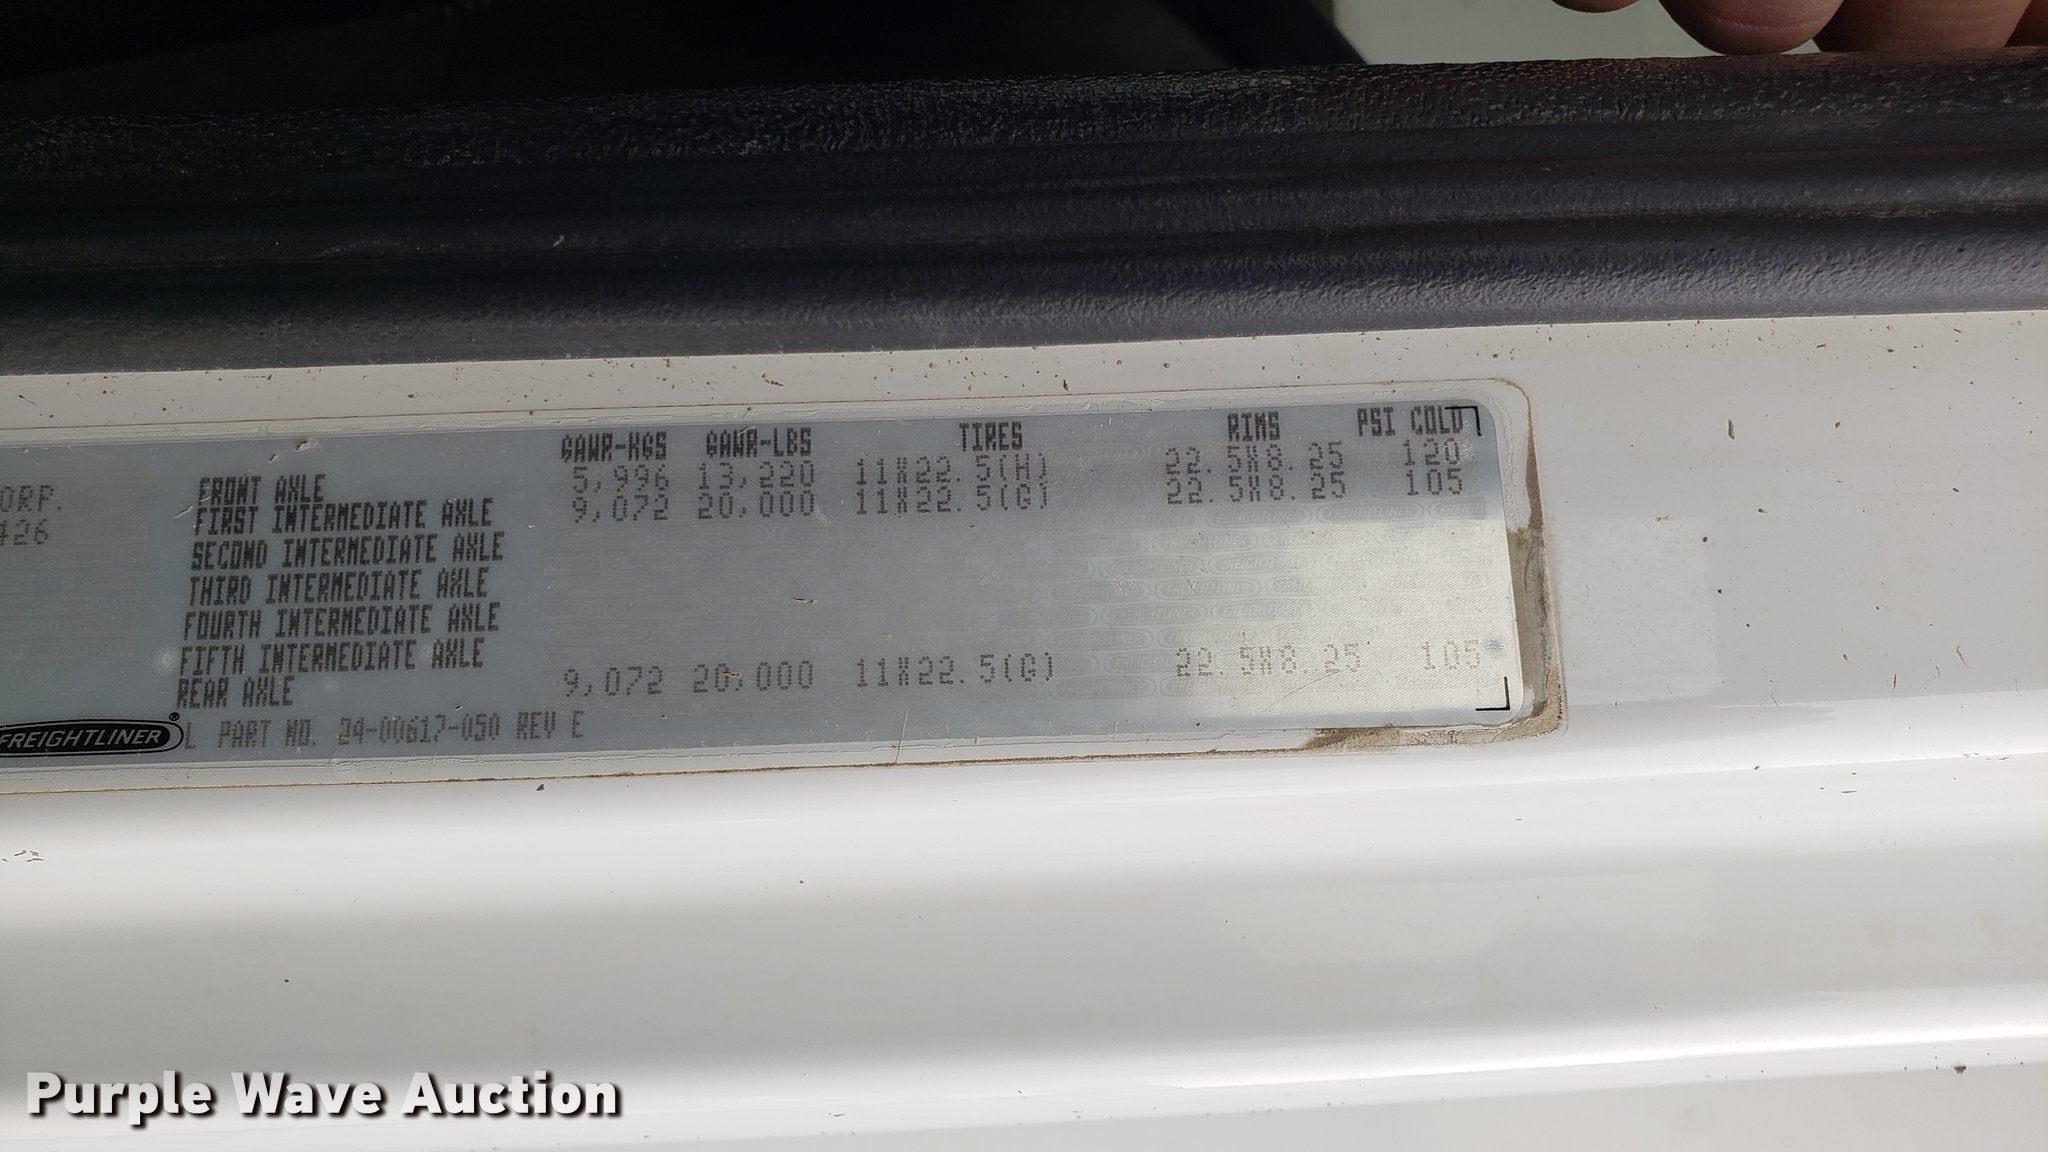 GAWR-KGS GAWR-LBS TIRES RIMS PSI COLD
FRONT AXLE 5,996 13,220 11X22.5(H) 22.5X8.25 120
FIRST INTERMEDIATE AXLE 9,072 20,000 11X22.5(G) 22.5X8.25 105
SECOND INTERMEDIATE AXLE
THIRD INTERMEDIATE AXLE
FOURTH INTERMEDIATE AXLE
FIFTH INTERMEDIATE AXLE
REAR AXLE 9,072 20,000 11X22.5(G) 22.5X8.25 105
ORP.
426
FREIGHTLINER® L PART NO. 24-00617-050 REV E
Purple Wave Auction